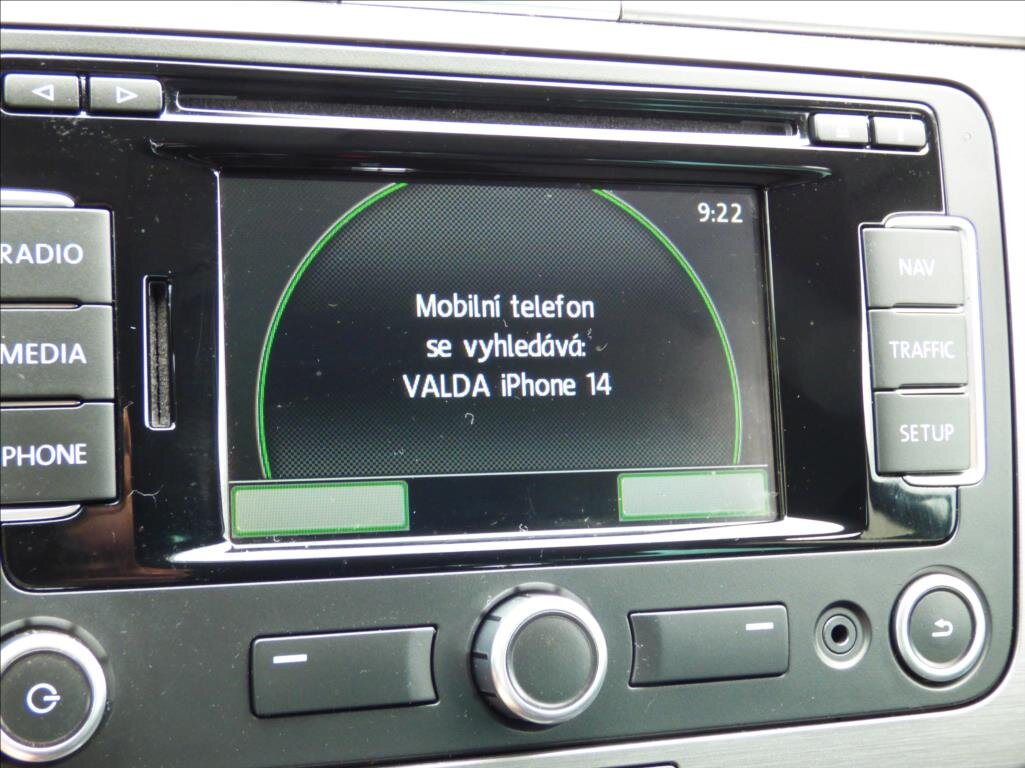 9:22
RADIO
Mobilní telefon
se vyhledává:
VALDA iPhone 14
NAV
MEDIA
TRAFFIC
PHONE
SETUP